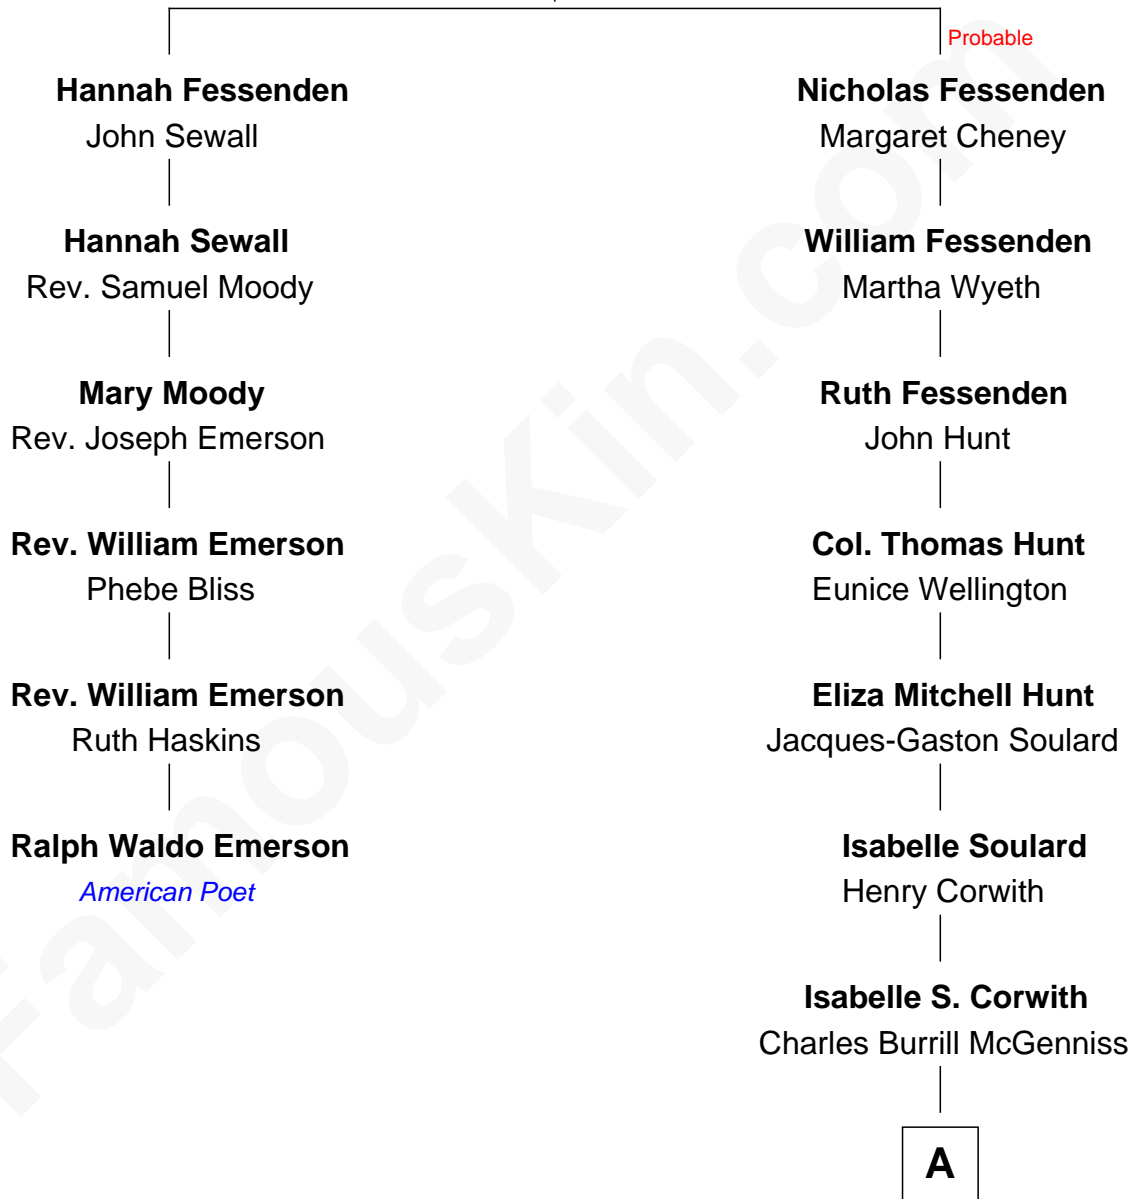 Probable
Hannah Fessenden
John Sewall
Nicholas Fessenden
Margaret Cheney
Hannah Sewall
Rev. Samuel Moody
William Fessenden
Martha Wyeth
Mary Moody
Rev. Joseph Emerson
Ruth Fessenden
John Hunt
Rev. William Emerson
Phebe Bliss
Col. Thomas Hunt
Eunice Wellington
Rev. William Emerson
Ruth Haskins
Eliza Mitchell Hunt
Jacques-Gaston Soulard
Ralph Waldo Emerson
American Poet
Isabelle Soulard
Henry Corwith
Isabelle S. Corwith
Charles Burrill McGenniss
A
FamousKin.com